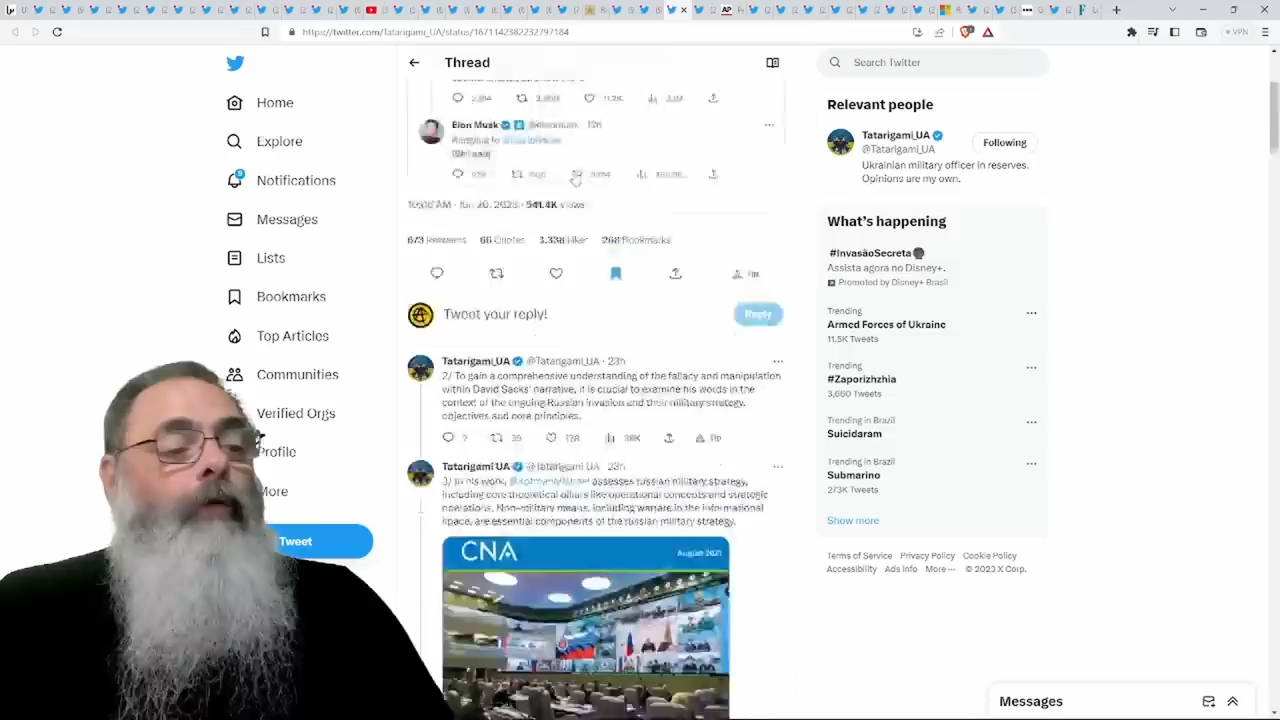 https://twitter.com/Tatarigami_UA/status/1671142382232797184
VPN
Home
Explore
9
Notifications
Messages
Lists
Bookmarks
Top Articles
Communities
Verified Orgs
Profile
More
Tweet
Thread
Elon Musk
541.4K Views
Tweet your reply!
Reply
Tatarigami_UA @Tatarigami_UA · 23h
2/ To gain a comprehensive understanding of the fallacy and manipulation
within David Sacks' narrative, it is crucial to examine his words in the
context of the ongoing Russian invasion and their military strategy,
objectives and core principles.
Tatarigami_UA @Tatarigami_UA · 23h
assesses russian military strategy,
including core theoretical pillars like operational concepts and strategic
operations. Non-military means, including warfare in the informational
space, are essential components of the russian military strategy.
CNA
August 2021
Search Twitter
Relevant people
Tatarigami_UA
@Tatarigami_UA
Following
Ukrainian military officer in reserves.
Opinions are my own.
What's happening
#InvasãoSecreta
Assista agora no Disney+.
Promoted by Disney+ Brasil
Trending
Armed Forces of Ukraine
11.5K Tweets
Trending
#Zaporizhzhia
3,660 Tweets
Trending in Brazil
Suicidaram
Trending in Brazil
Submarino
273K Tweets
Show more
Terms of Service Privacy Policy Cookie Policy
Accessibility Ads info More ··· © 2023 X Corp.
Messages